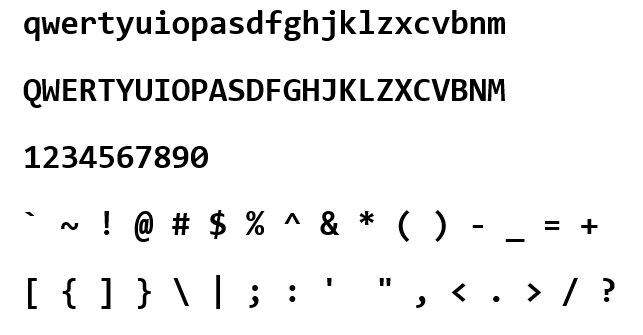 qwertyuiopasdfghjklzxcvbnm
QWERTYUIOPASDFGHJKLZXCVBNM
1234567890
` ~ ! @ # $ % ^ & * ( ) - _ = +
[ { ] } \ | ; : '  " , < . > / ?